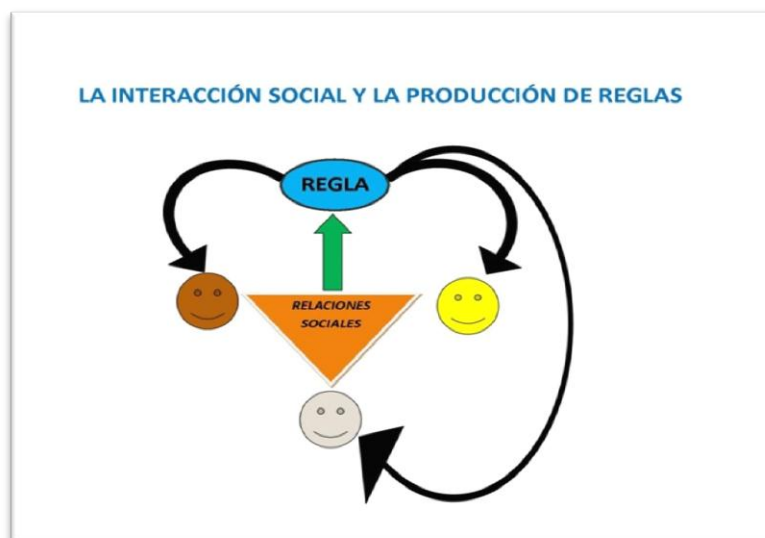 LA INTERACCIÓN SOCIAL Y LA PRODUCCIÓN DE REGLAS
REGLA
RELACIONES
SOCIALES